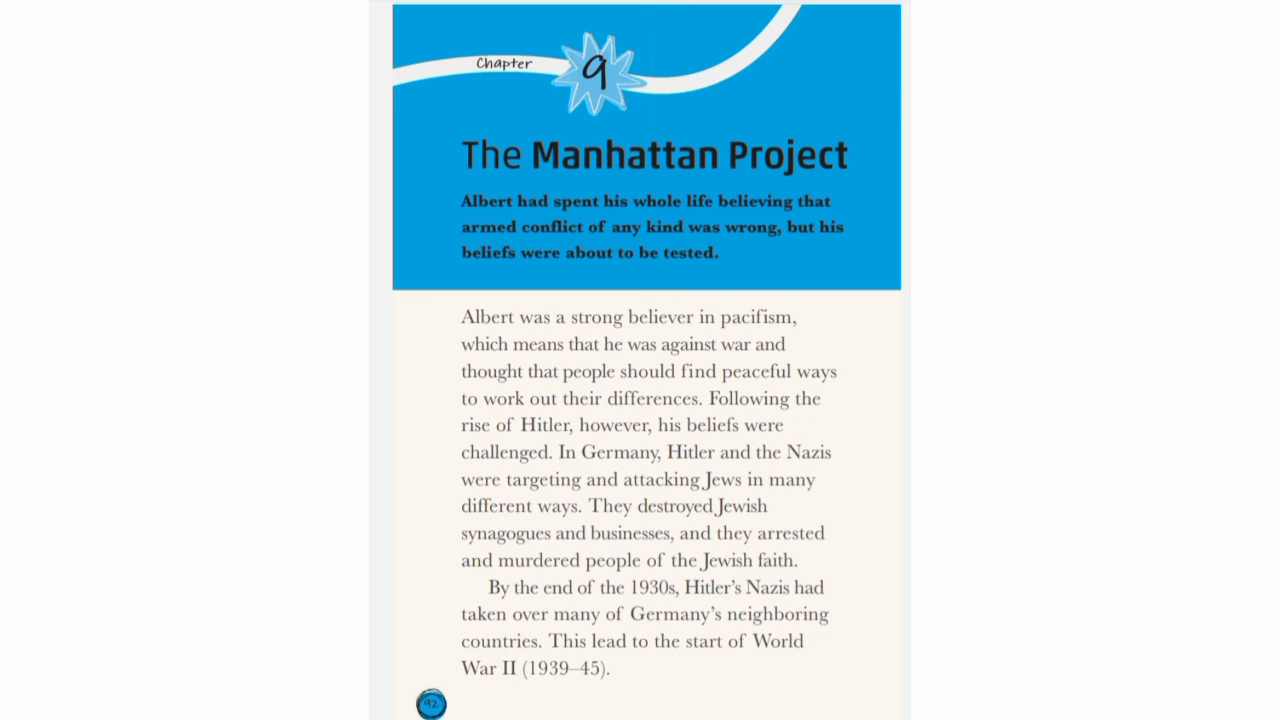 Chapter 9
The Manhattan Project
Albert had spent his whole life believing that
armed conflict of any kind was wrong, but his
beliefs were about to be tested.
Albert was a strong believer in pacifism,
which means that he was against war and
thought that people should find peaceful ways
to work out their differences. Following the
rise of Hitler, however, his beliefs were
challenged. In Germany, Hitler and the Nazis
were targeting and attacking Jews in many
different ways. They destroyed Jewish
synagogues and businesses, and they arrested
and murdered people of the Jewish faith.
By the end of the 1930s, Hitler’s Nazis had
taken over many of Germany’s neighboring
countries. This lead to the start of World
War II (1939–45).
92